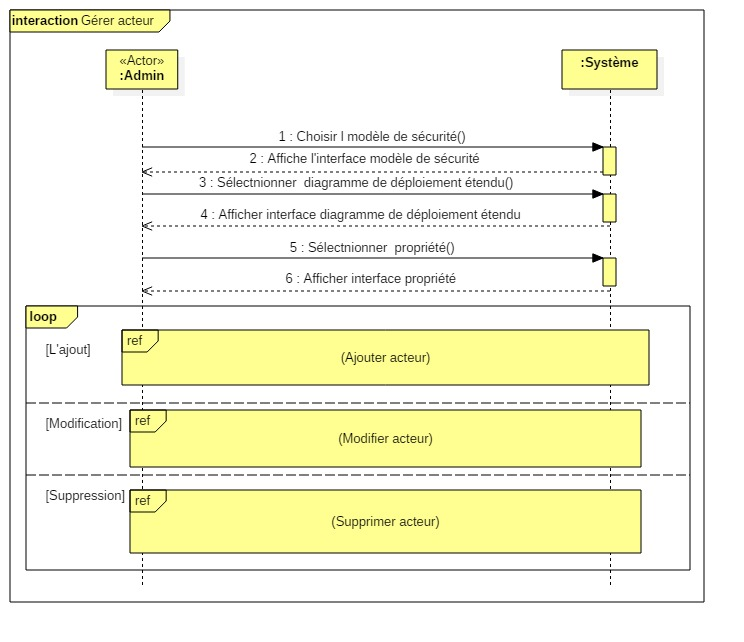 interaction Gérer acteur
«Actor»
:Admin
:Système
1 : Choisir l modèle de sécurité()
2 : Affiche l'interface modèle de sécurité
3 : Sélectnionner  diagramme de déploiement étendu()
4 : Afficher interface diagramme de déploiement étendu
5 : Sélectnionner  propriété()
6 : Afficher interface propriété
loop
ref
[L'ajout]
(Ajouter acteur)
ref
[Modification]
(Modifier acteur)
ref
[Suppression]
(Supprimer acteur)